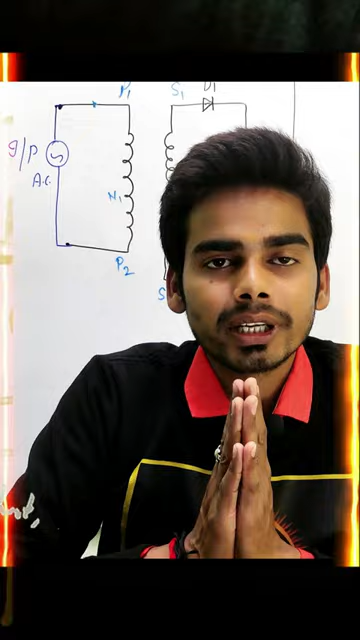 P₁
S₁
D₁
g/p
A.C.
N₁
P₂
S